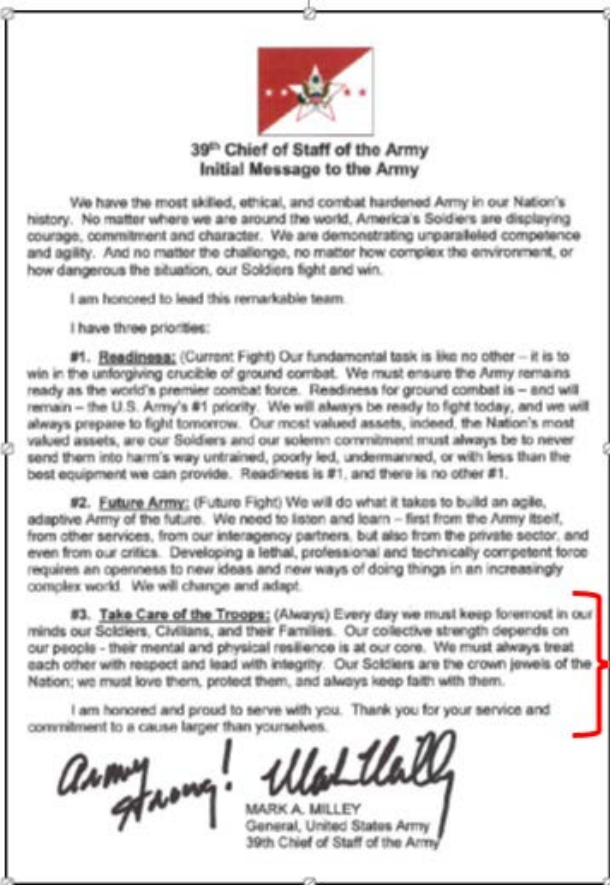 39th Chief of Staff of the Army
Initial Message to the Army
We have the most skilled, ethical, and combat hardened Army in our Nation's
history. No matter where we are around the world, America's Soldiers are displaying
courage, commitment and character. We are demonstrating unparalleled competence
and agility. And no matter the challenge, no matter how complex the environment, or
how dangerous the situation, our Soldiers fight and win.
I am honored to lead this remarkable team.
I have three priorities:
#1. Readiness: (Current Fight) Our fundamental task is like no other – it is to
win in the unforgiving crucible of ground combat. We must ensure the Army remains
ready as the world's premier combat force. Readiness for ground combat is – and will
remain – the U.S. Army's #1 priority. We will always be ready to fight today, and we will
always prepare to fight tomorrow. Our most valued assets, indeed, the Nation's most
valued assets, are our Soldiers and our solemn commitment must always be to never
send them into harm's way untrained, poorly led, undermanned, or with less than the
best equipment we can provide. Readiness is #1, and there is no other #1.
#2. Future Army: (Future Fight) We will do what it takes to build an agile,
adaptive Army of the future. We need to listen and learn – first from the Army itself,
from other services, from our interagency partners, but also from the private sector, and
even from our critics. Developing a lethal, professional and technically competent force
requires an openness to new ideas and new ways of doing things in an increasingly
complex world. We will change and adapt.
#3. Take Care of the Troops: (Always) Every day we must keep foremost in our
minds our Soldiers, Civilians, and their Families. Our collective strength depends on
our people - their mental and physical resilience is at our core. We must always treat
each other with respect and lead with integrity. Our Soldiers are the crown jewels of the
Nation; we must love them, protect them, and always keep faith with them.
I am honored and proud to serve with you. Thank you for your service and
commitment to a cause larger than yourselves.
Army
Strong! Mark Milley
MARK A. MILLEY
General, United States Army
39th Chief of Staff of the Army